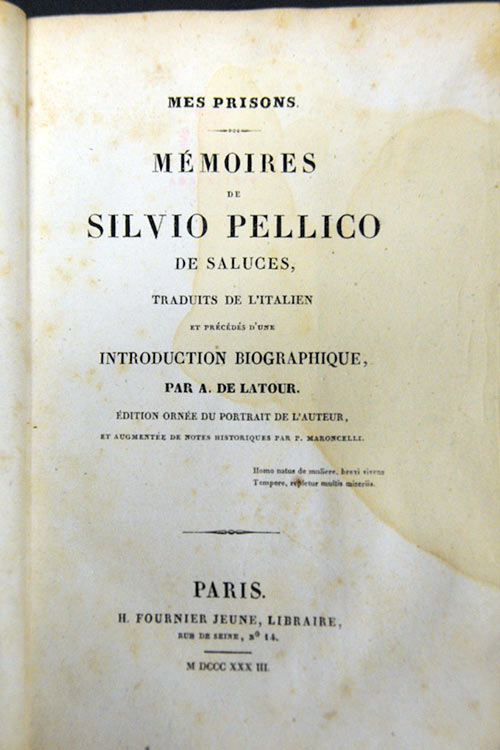 MES PRISONS.
MÉMOIRES
DE
SILVIO PELLICO
DE SALUCES,
TRADUITS DE L'ITALIEN
ET PRÉCÉDÉS D'UNE
INTRODUCTION BIOGRAPHIQUE,
PAR A. DE LATOUR.
ÉDITION ORNÉE DU PORTRAIT DE L'AUTEUR,
ET AUGMENTÉE DE NOTES HISTORIQUES PAR P. MARONCELLI.
Homo natus de muliere, brevi vivens
Tempore, repletur multis miseriis.
PARIS.
H. FOURNIER JEUNE, LIBRAIRE,
RUE DE SEINE, Nº 14.
M DCCC XXX III.